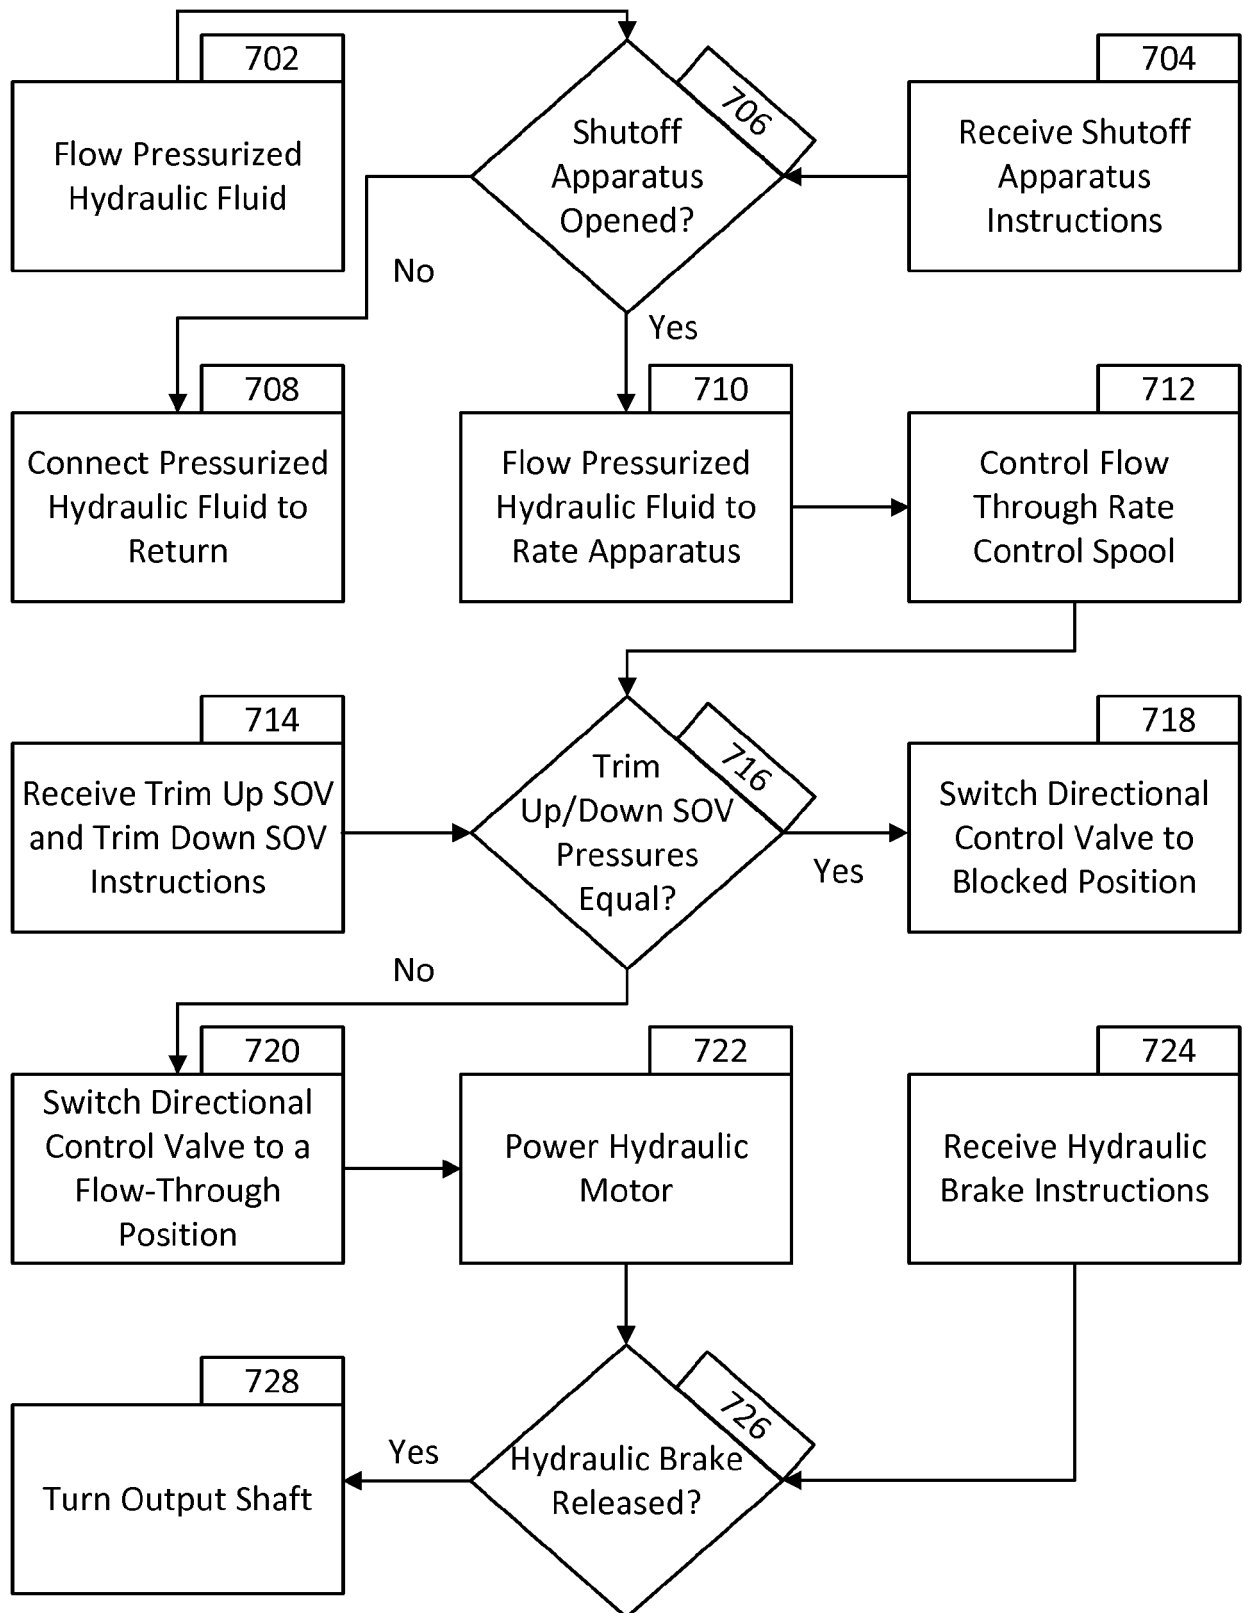 702
Flow Pressurized
Hydraulic Fluid
706
Shutoff
Apparatus
Opened?
704
Receive Shutoff
Apparatus
Instructions
No
Yes
708
Connect Pressurized
Hydraulic Fluid to
Return
710
Flow Pressurized
Hydraulic Fluid to
Rate Apparatus
712
Control Flow
Through Rate
Control Spool
714
Receive Trim Up SOV
and Trim Down SOV
Instructions
716
Trim
Up/Down SOV
Pressures
Equal?
Yes
718
Switch Directional
Control Valve to
Blocked Position
No
720
Switch Directional
Control Valve to a
Flow-Through
Position
722
Power Hydraulic
Motor
724
Receive Hydraulic
Brake Instructions
728
Turn Output Shaft
Yes
726
Hydraulic Brake
Released?